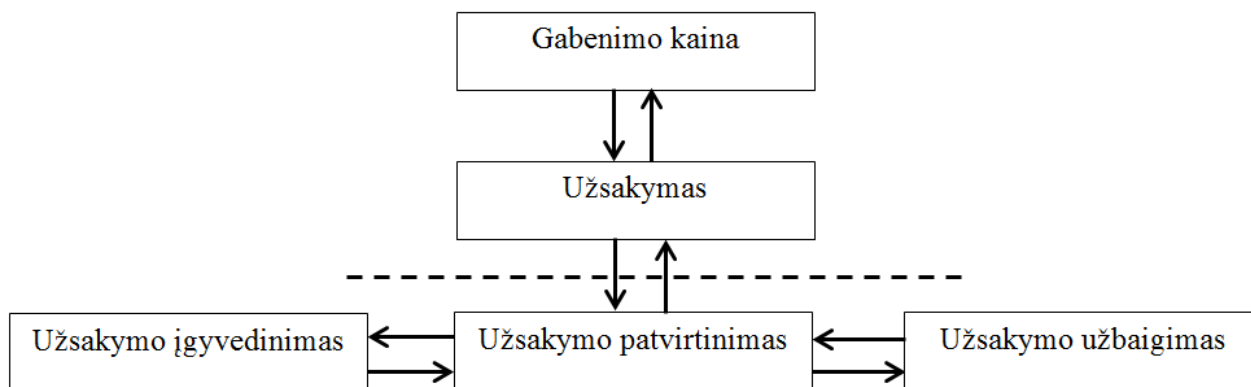 Gabenimo kaina
Užsakymas
Užsakymo įgyvedinimas
Užsakymo patvirtinimas
Užsakymo užbaigimas